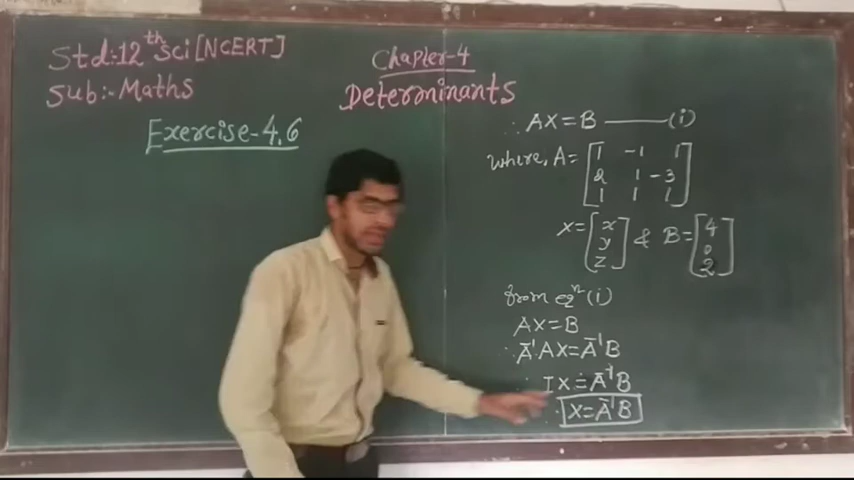 Std:12th Sci [NCERT]
Sub:- Maths
Chapter-4
Determinants
Exercise-4.6
∴ AX = B ——— (i)
where, A = [1 -1 1
2 1 -3
1 1 1]
X = [x
y
z] & B = [4
0
2]
from eqⁿ (i)
AX = B
∴ A⁻¹AX = A⁻¹B
∴ IX = A⁻¹B
∴ X = A⁻¹B